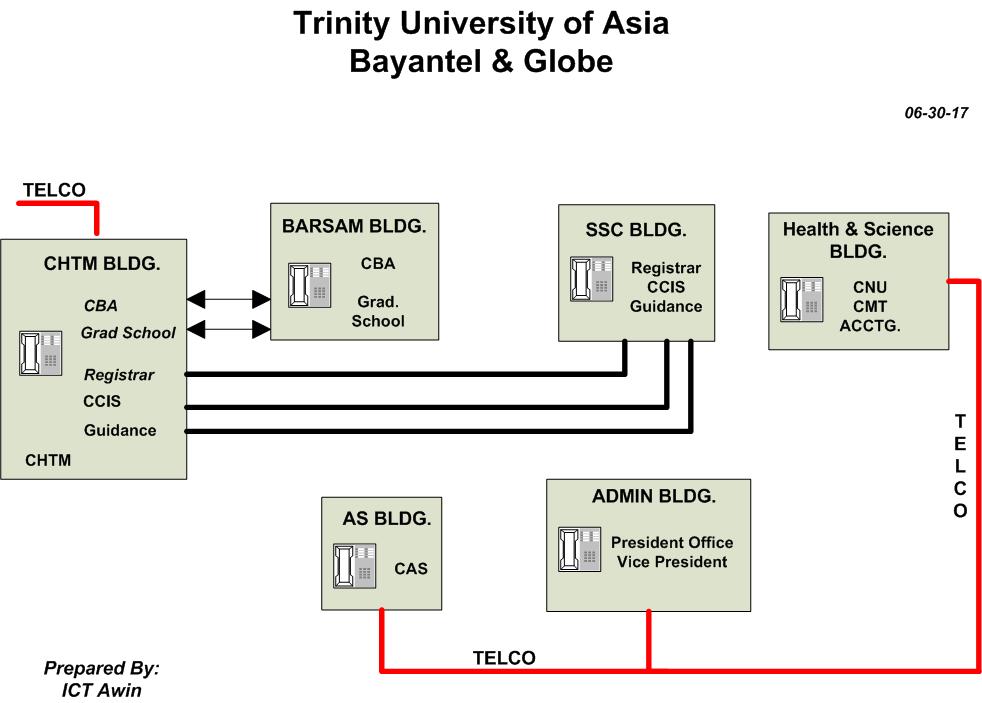 Trinity University of Asia
Bayantel & Globe
06-30-17
TELCO
CHTM BLDG.
CBA
Grad School
Registrar
CCIS
Guidance
CHTM
BARSAM BLDG.
CBA
Grad.
School
SSC BLDG.
Registrar
CCIS
Guidance
Health & Science
BLDG.
CNU
CMT
ACCTG.
T
E
L
C
O
AS BLDG.
CAS
ADMIN BLDG.
President Office
Vice President
TELCO
Prepared By:
ICT Awin